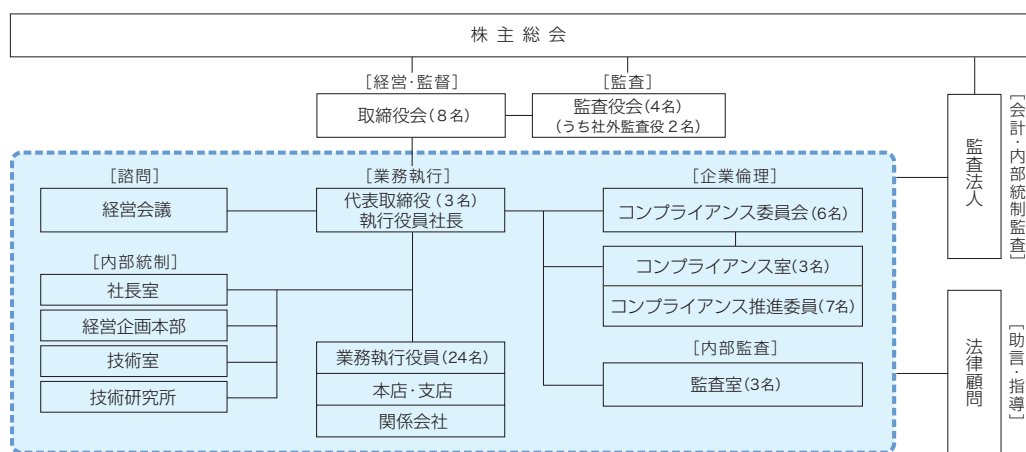 株主総会
[経営・監督]
[監査]
取締役会(8名)
監査役会(4名)
(うち社外監査役2名)
監査法人
[会計・内部統制監査]
[諮問]
[業務執行]
[企業倫理]
経営会議
代表取締役(3名)
執行役員社長
コンプライアンス委員会(6名)
コンプライアンス室(3名)
コンプライアンス推進委員(7名)
[内部統制]
社長室
経営企画本部
技術室
技術研究所
業務執行役員(24名)
本店・支店
関係会社
[内部監査]
監査室(3名)
法律顧問
[助言・指導]